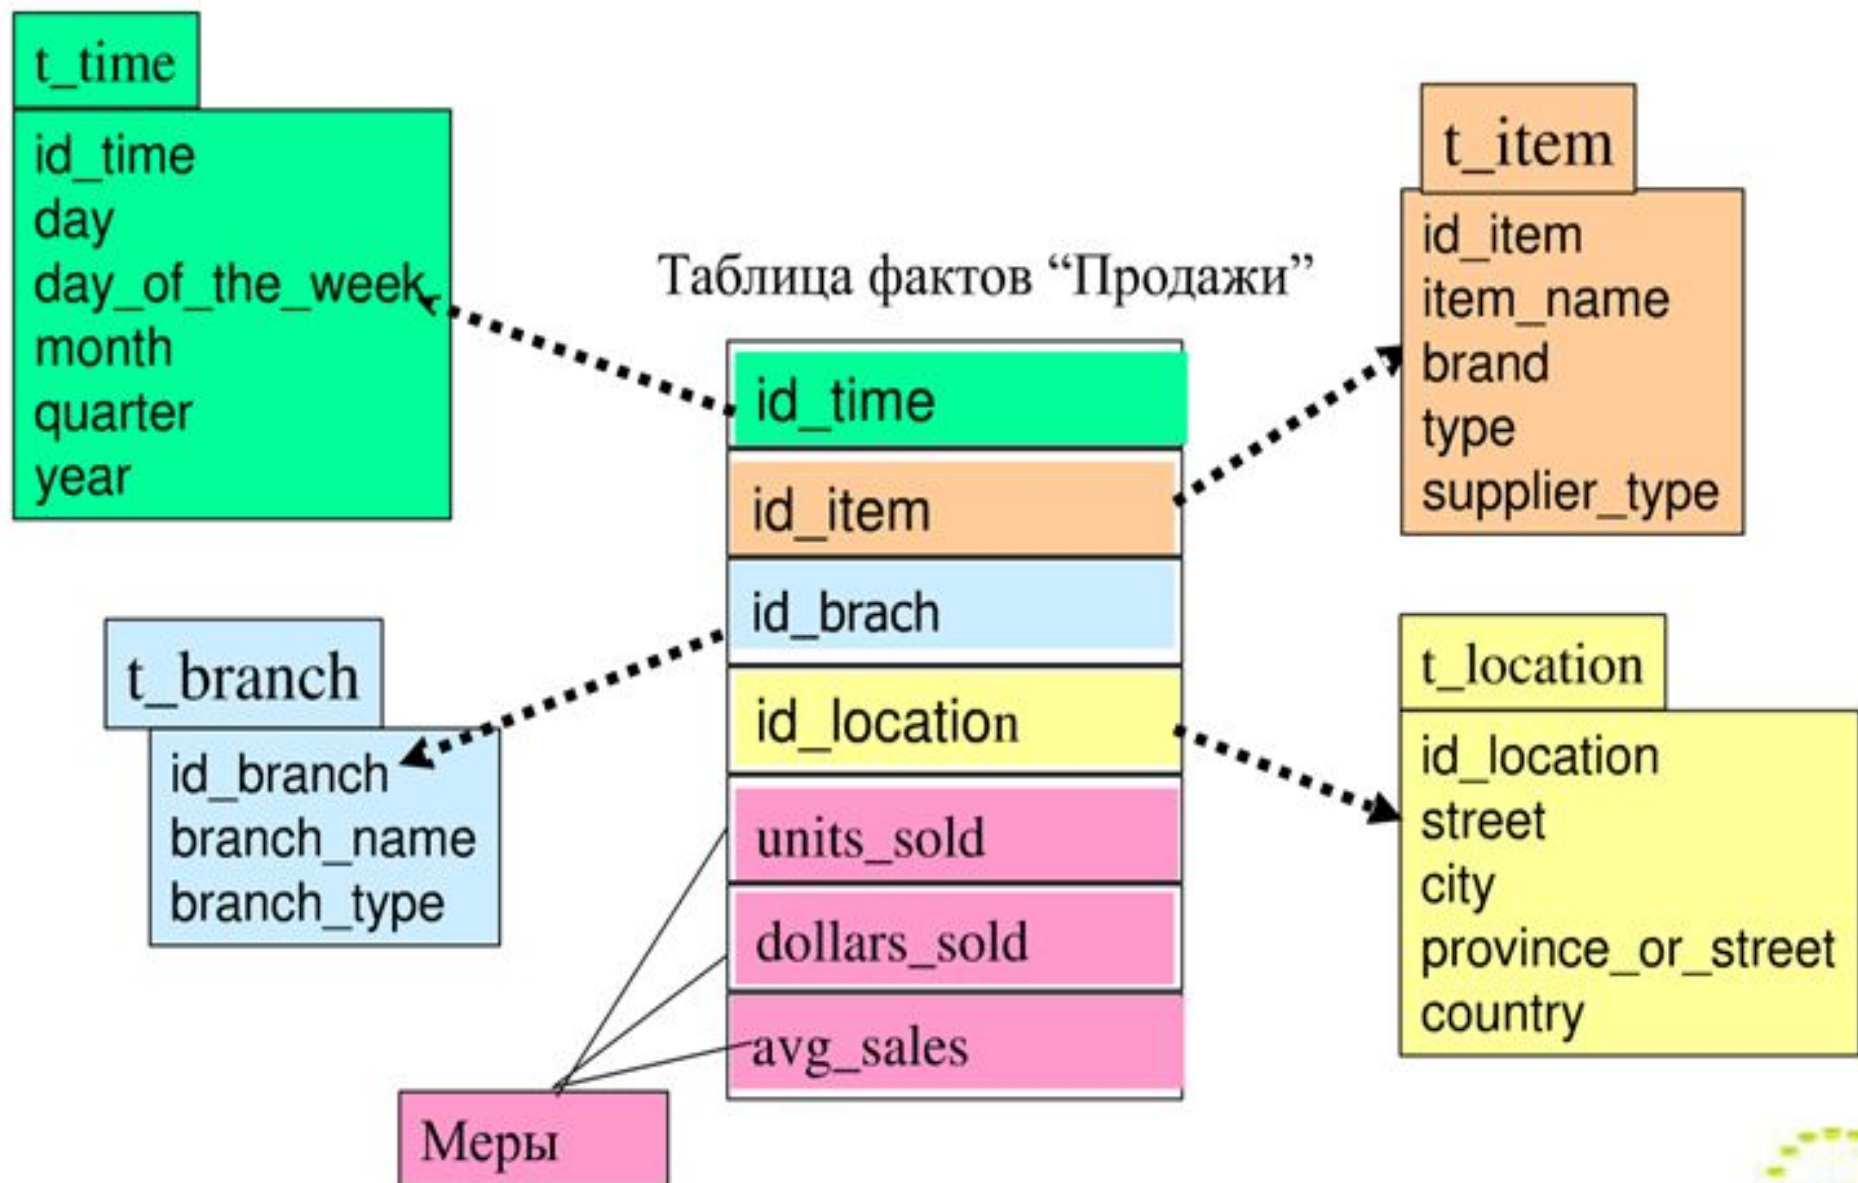 t_time
id_time
day
day_of_the_week
month
quarter
year
t_branch
id_branch
branch_name
branch_type
Таблица фактов “Продажи”
id_time
id_item
id_brach
id_location
units_sold
dollars_sold
avg_sales
Меры
t_item
id_item
item_name
brand
type
supplier_type
t_location
id_location
street
city
province_or_street
country